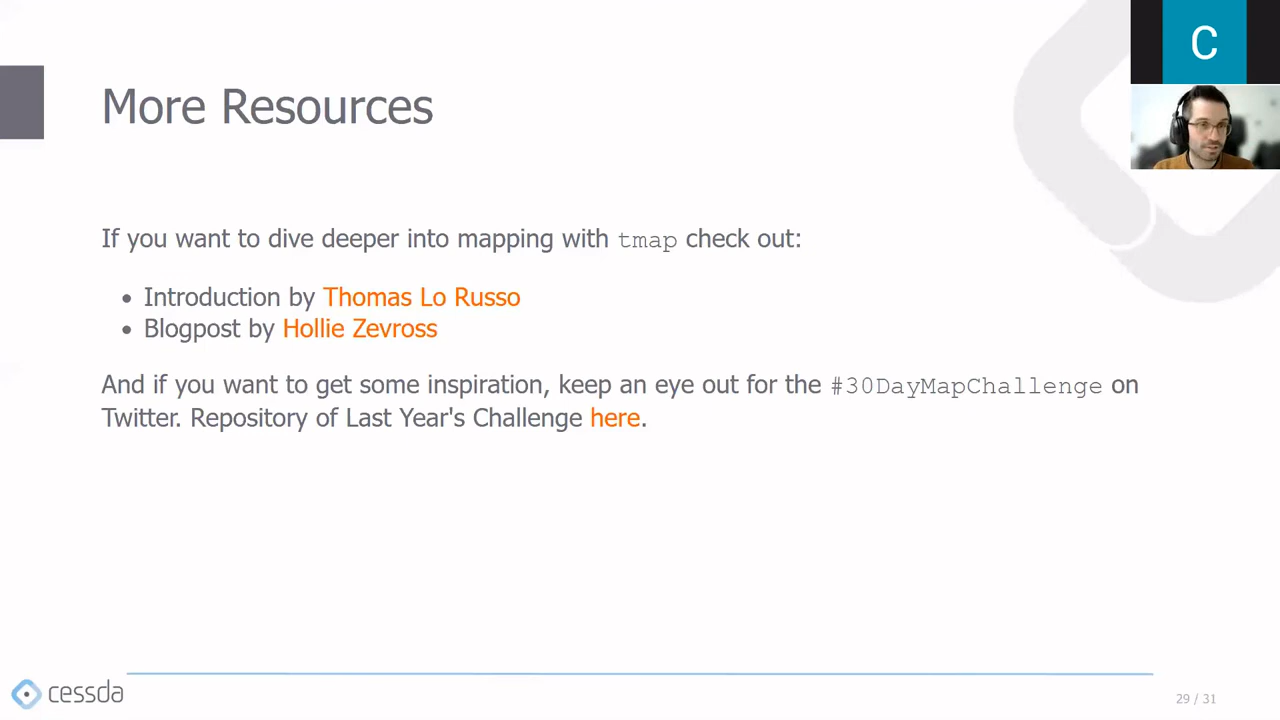 C
More Resources
If you want to dive deeper into mapping with tmap check out:
• Introduction by Thomas Lo Russo
• Blogpost by Hollie Zevross
And if you want to get some inspiration, keep an eye out for the #30DayMapChallenge on
Twitter. Repository of Last Year's Challenge here.
cessda
29 / 31